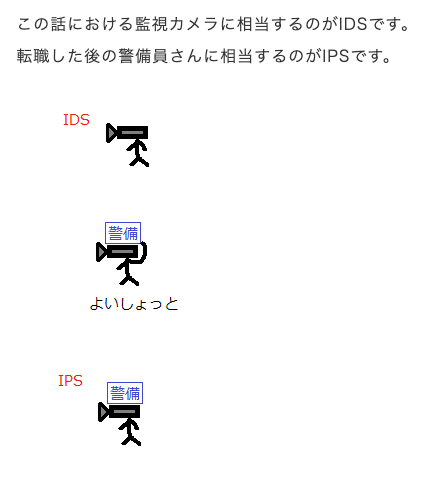 この話における監視カメラに相当するのがIDSです。
転職した後の警備員さんに相当するのがIPSです。
IDS
警備
よいしょっと
IPS
警備